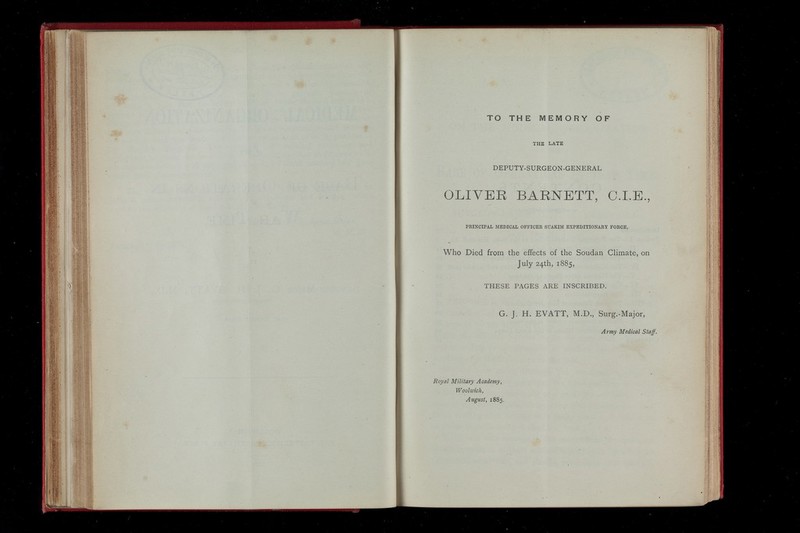 TO THE MEMORY OF
THE LATE
DEPUTY-SURGEON-GENERAL
OLIVER BARNETT, C.I.E.,
PRINCIPAL MEDICAL OFFICER SUAKIM EXPEDITIONARY FORCE.
Who Died from the effects of the Soudan Climate, on
July 24th, 1885,
THESE PAGES ARE INSCRIBED.
G. J. H. EVATT, M.D., Surg.-Major,
Army Medical Staff.
Royal Military Academy,
Woolwich,
August, 1885.